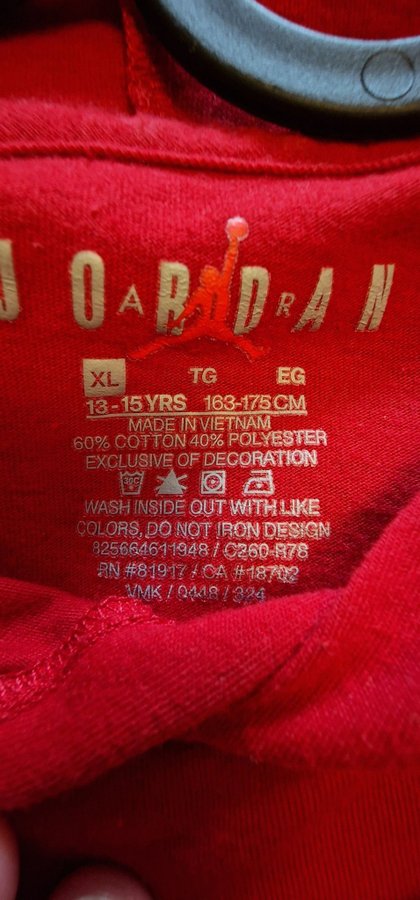 JORDAN
AIR
XL TG EG
13-15 YRS 163-175 CM
MADE IN VIETNAM
60% COTTON 40% POLYESTER
EXCLUSIVE OF DECORATION
30C
WASH INSIDE OUT WITH LIKE
COLORS, DO NOT IRON DESIGN
825664611948 / C260-R78
RN #81917 / CA #18702
VMK / 0448 / 324